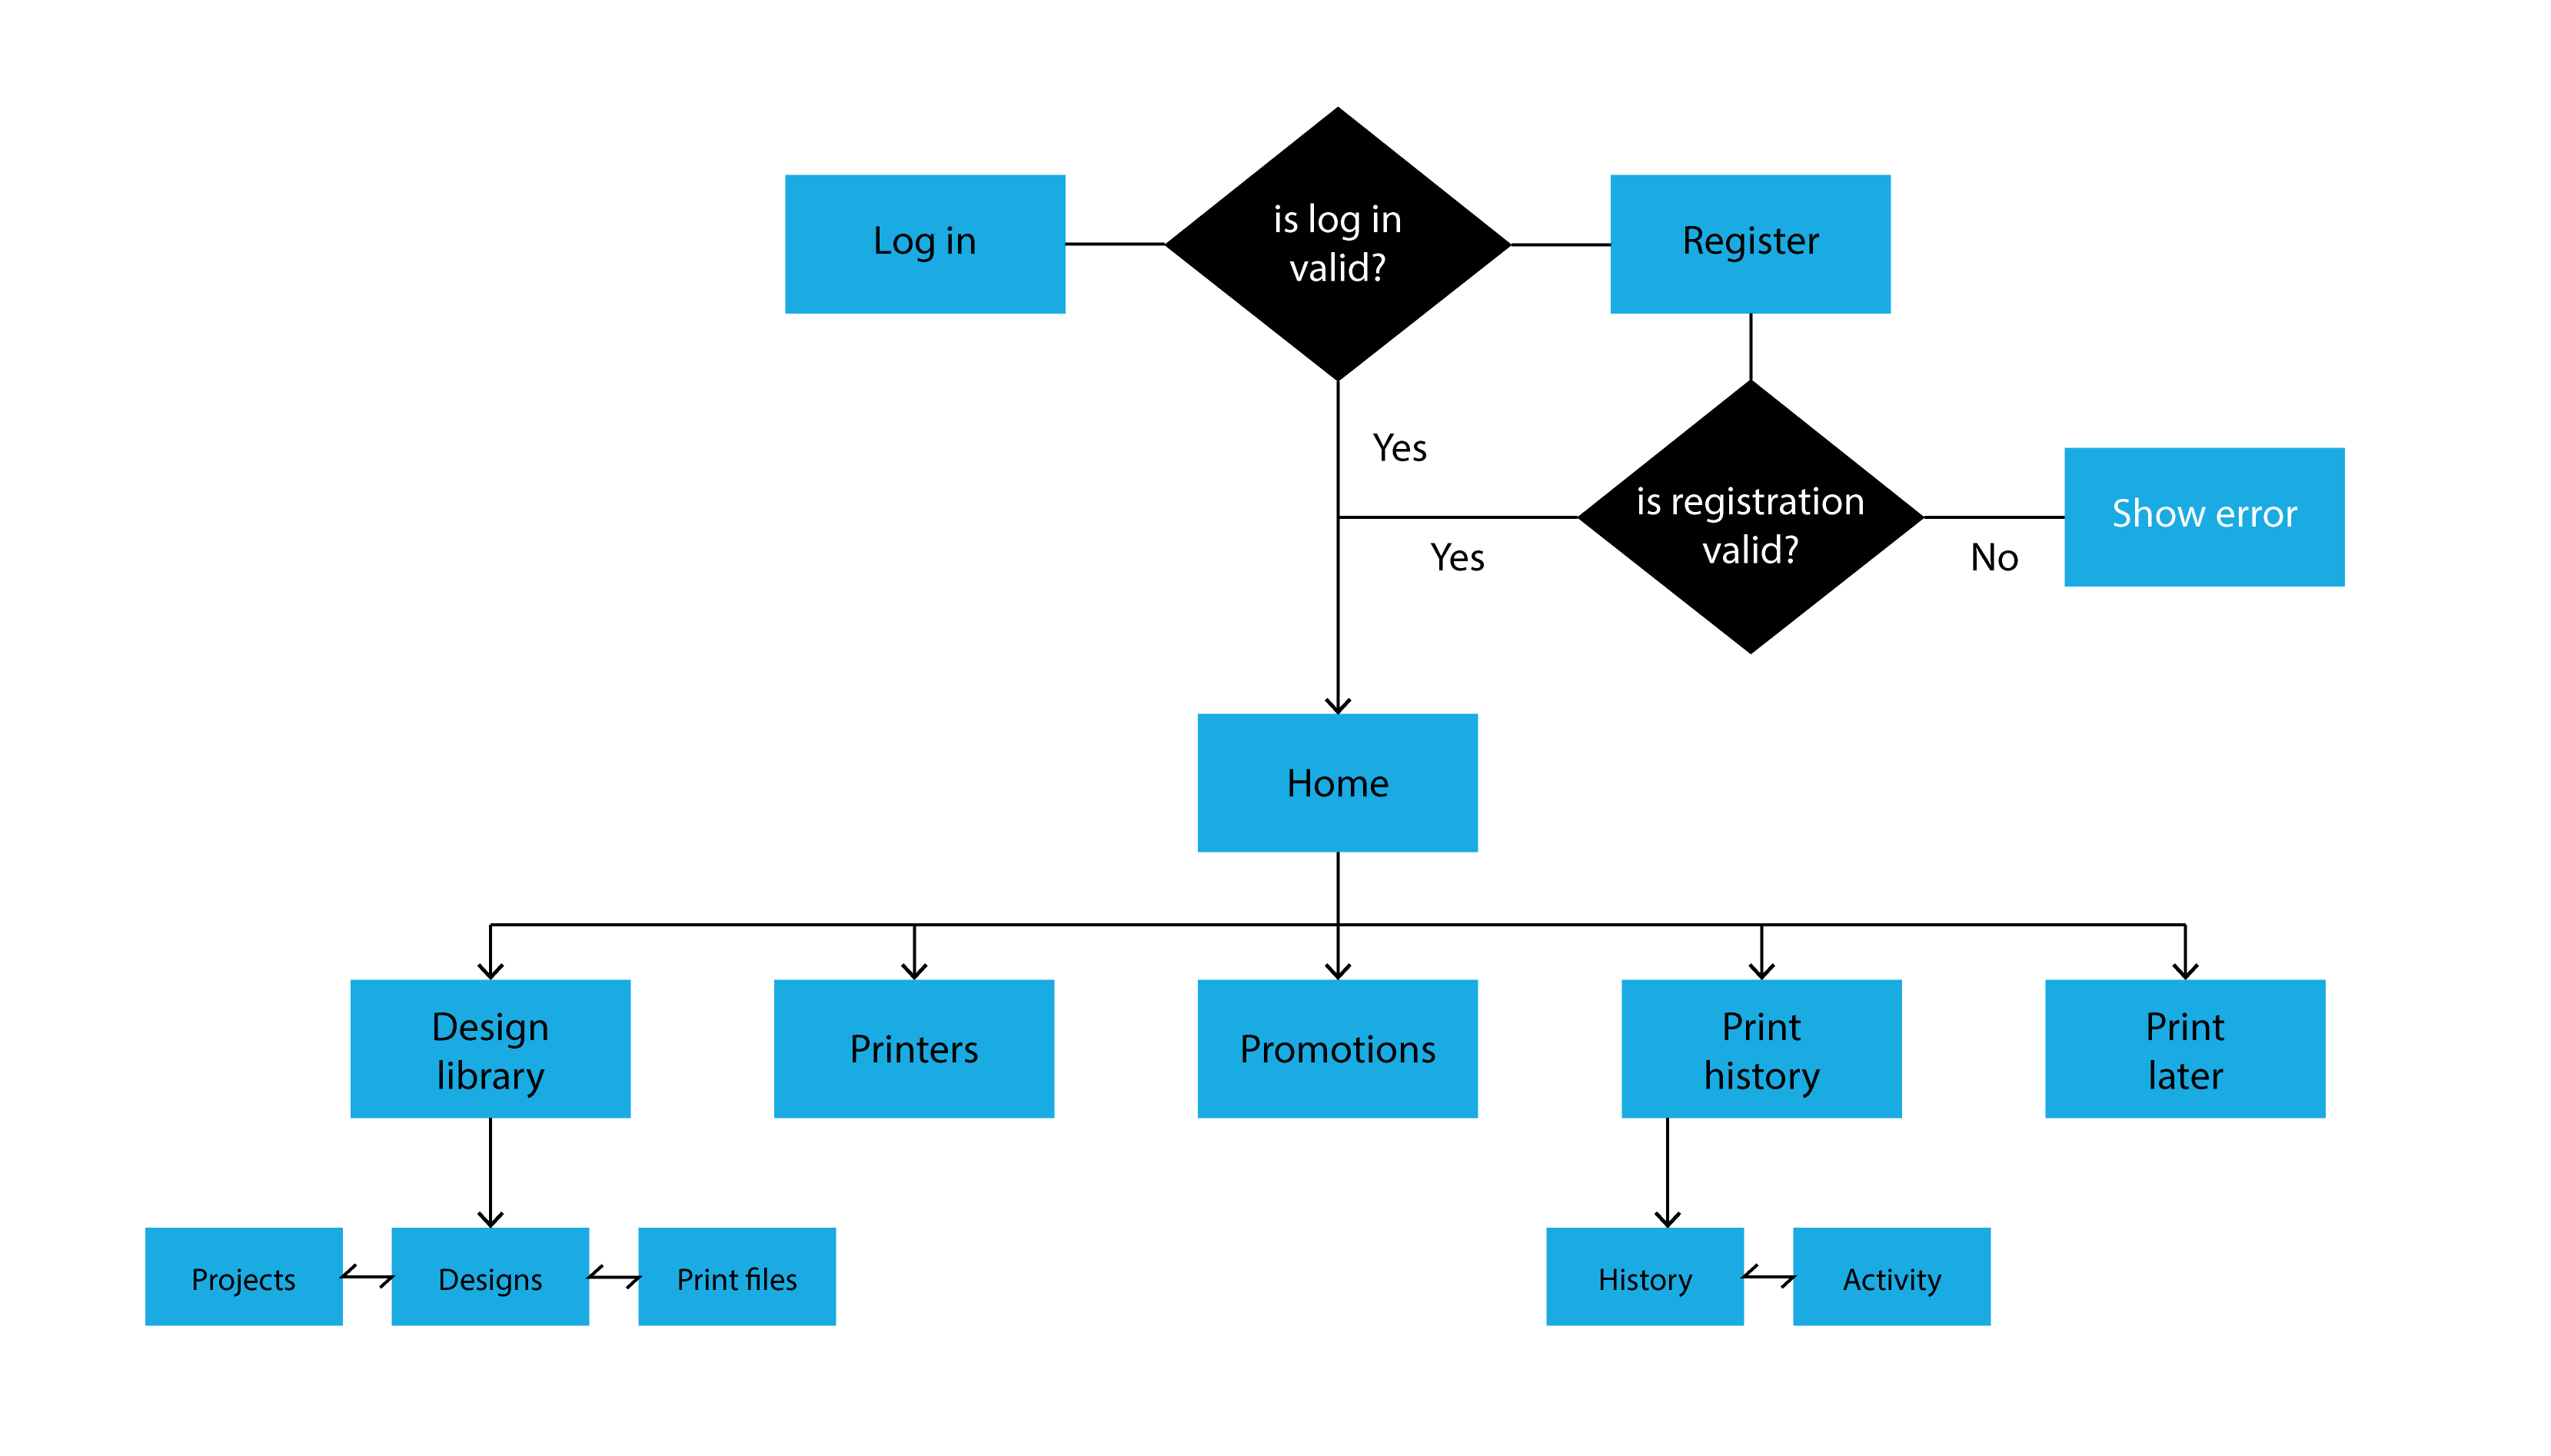 Log in
is log in
valid?
Register
Yes
is registration
valid?
Yes
No
Show error
Home
Design
library
Printers
Promotions
Print
history
Print
later
Projects
Designs
Print files
History
Activity